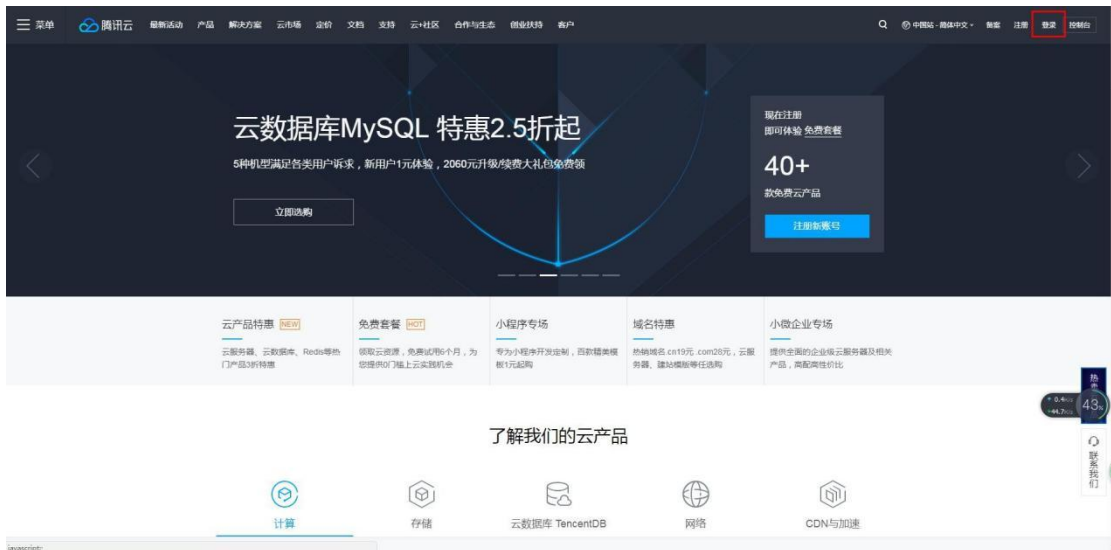 菜单
腾讯云
最新活动
产品
解决方案
云市场
定价
文档
支持
云+社区
合作与生态
创业扶持
客户
中国站 - 简体中文
备案
注册
登录
控制台
云数据库MySQL 特惠2.5折起
5种机型满足各类用户诉求，新用户1元体验，2060元升级/续费大礼包免费领
立即选购
现在注册
即可体验 免费套餐
40+
款免费云产品
注册新账号
云产品特惠 NEW
云服务器、云数据库、Redis等热
门产品3折特惠
免费套餐 HOT
领取云资源，免费试用6个月，为
您提供0门槛上云实践机会
小程序专场
专为小程序开发定制，百款精美模
板1元起购
域名特惠
热销域名.cn19元 .com28元，云服
务器、建站模版等任选购
小微企业专场
提供全面的企业级云服务器及相关
产品，高配高性价比
热
43%
联系我们
了解我们的云产品
计算
存储
云数据库 TencentDB
网络
CDN与加速